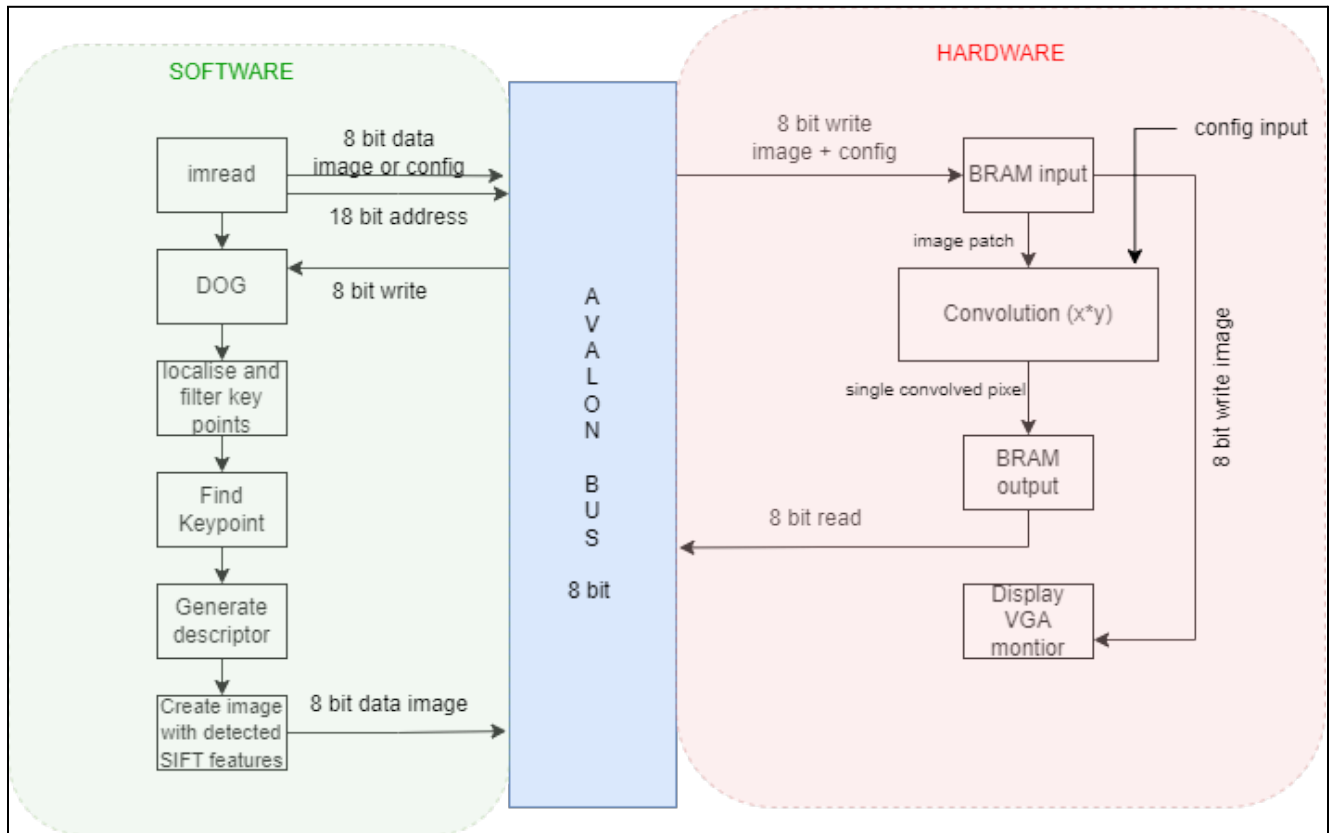 SOFTWARE
imread
8 bit data
image or config
18 bit address
DOG
8 bit write
localise and
filter key
points
Find
Keypoint
Generate
descriptor
Create image
with detected
SIFT features
8 bit data image
A
V
A
L
O
N
B
U
S
8 bit
HARDWARE
8 bit write
image + config
config input
BRAM input
image patch
Convolution (x*y)
single convolved pixel
8 bit write image
BRAM
output
8 bit read
Display
VGA
montior